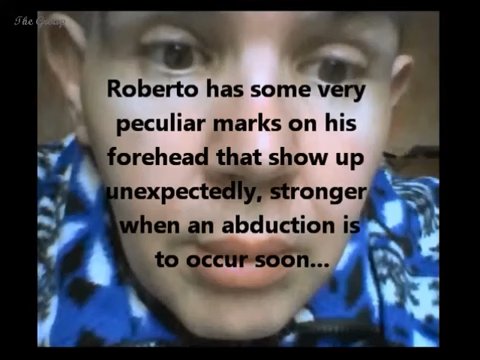 Roberto has some very
peculiar marks on his
forehead that show up
unexpectedly, stronger
when an abduction is
to occur soon...